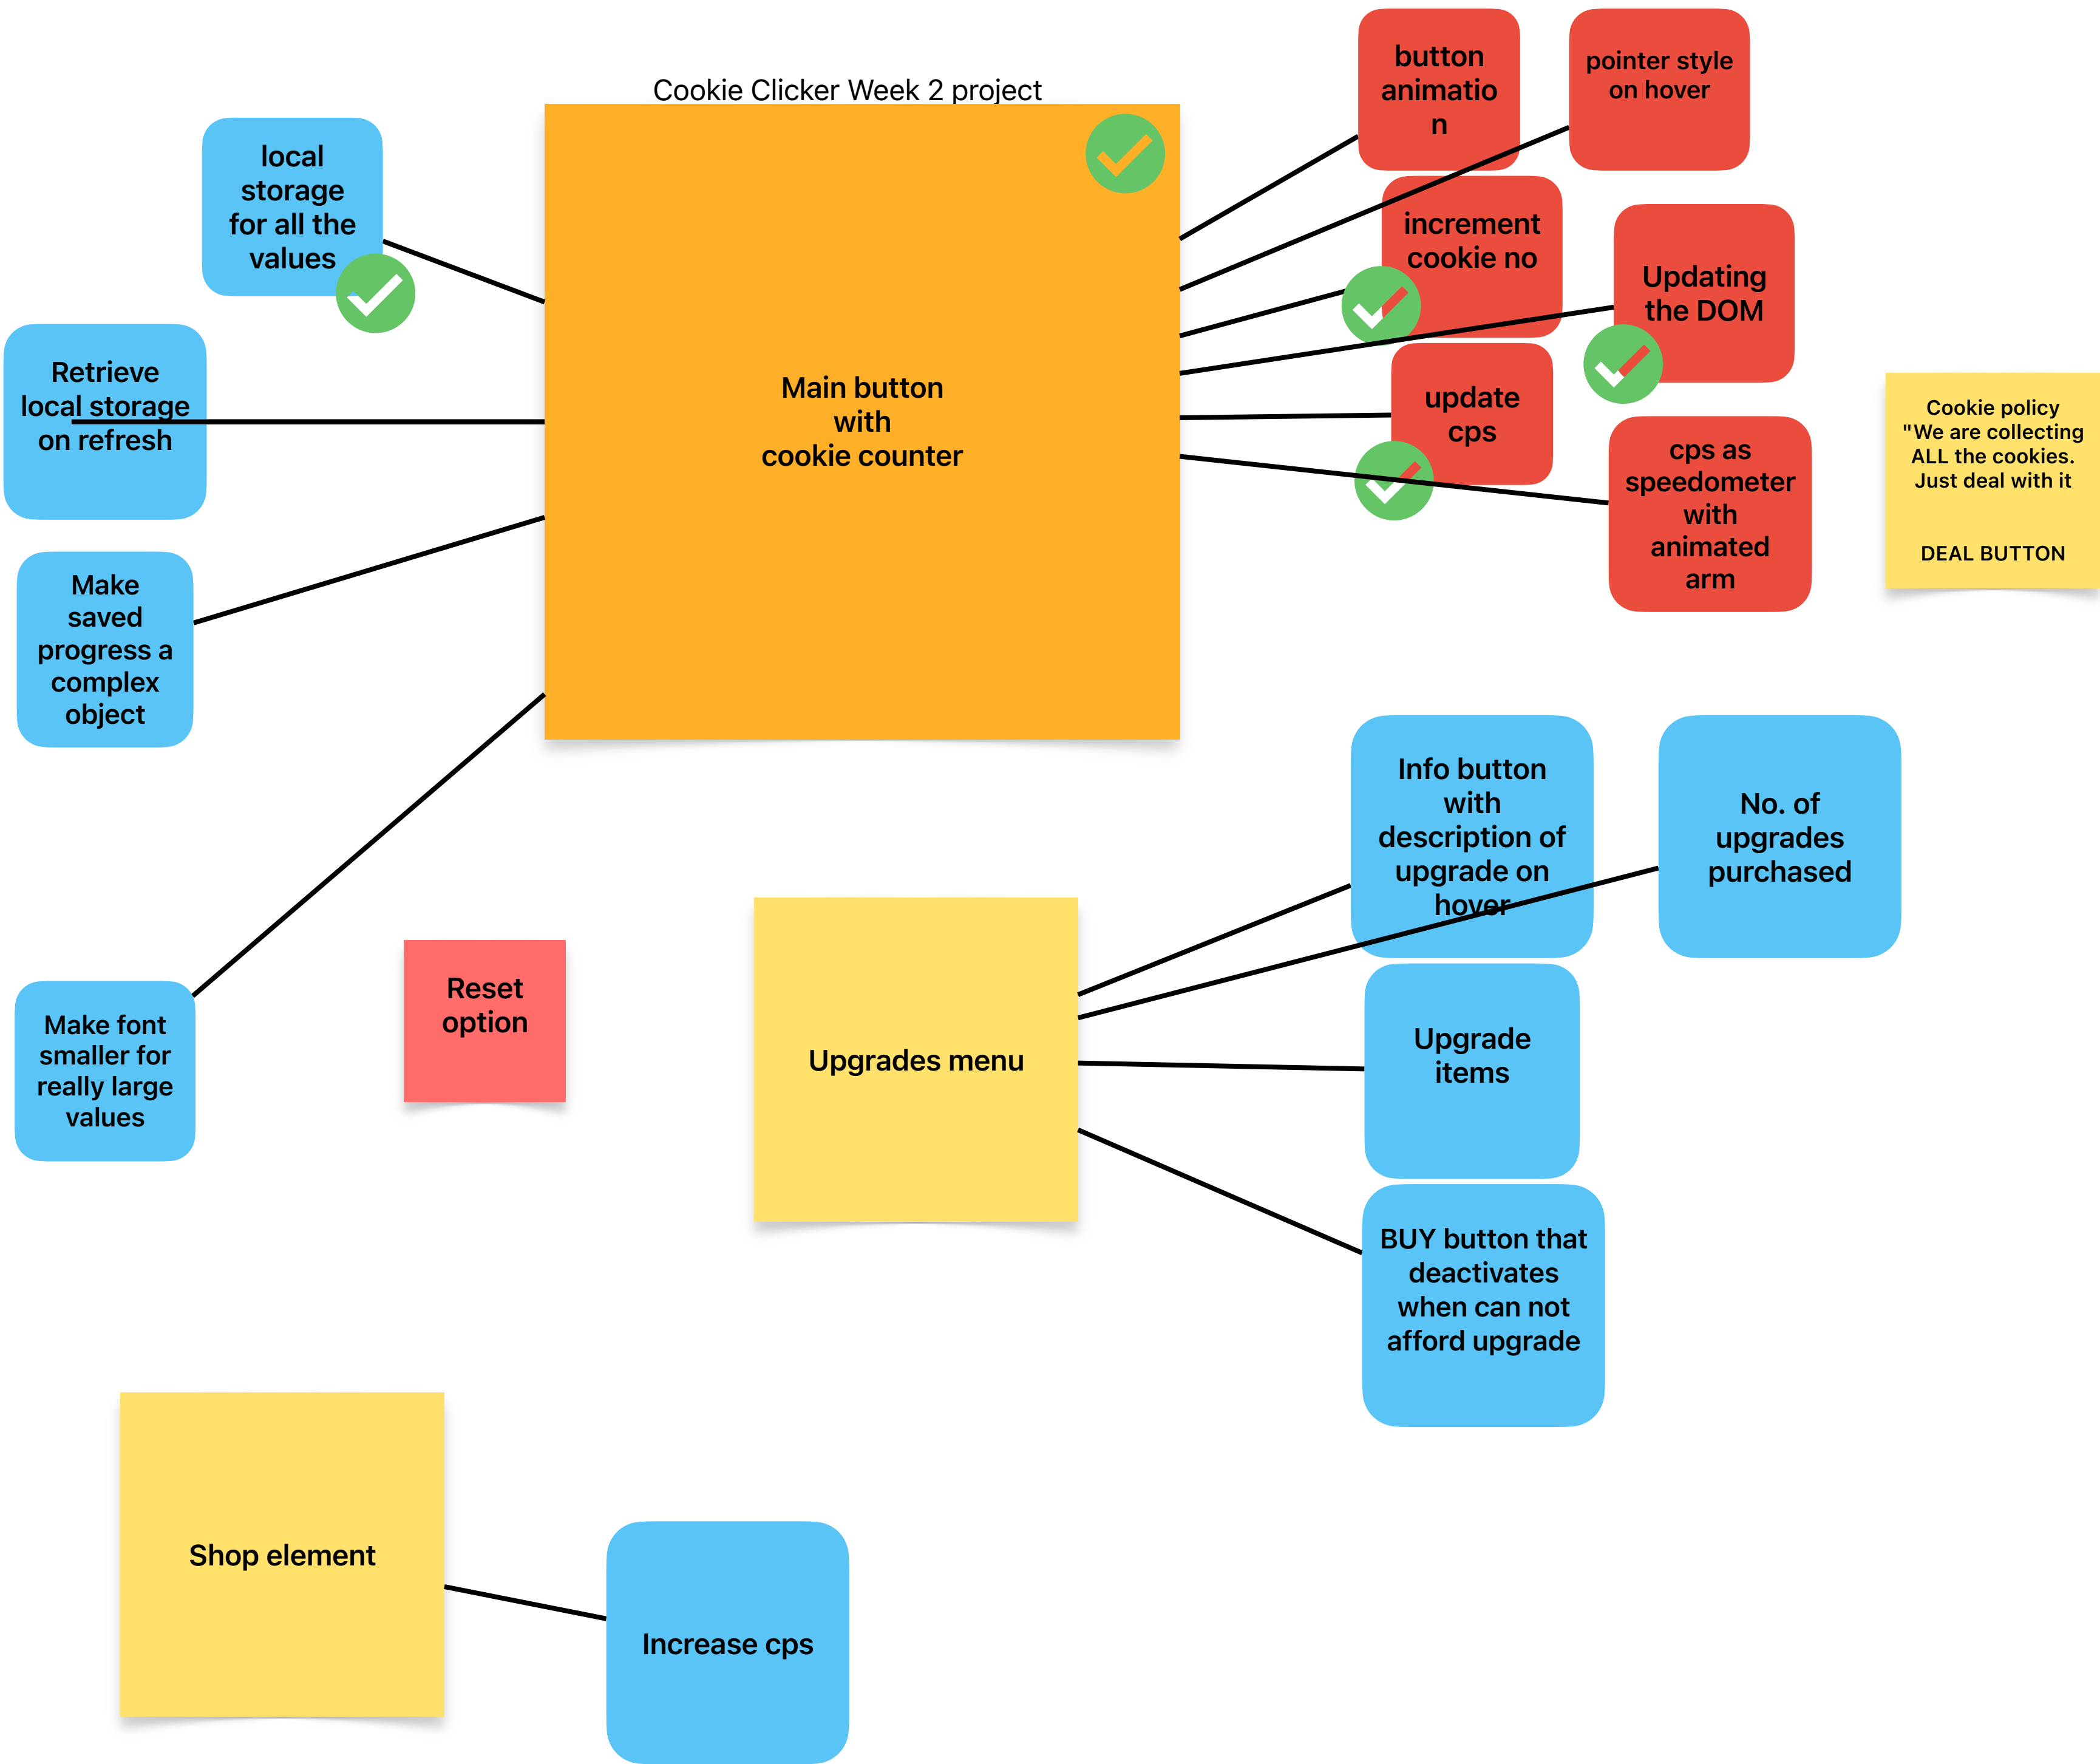 Cookie Clicker Week 2 project
local
storage
for all the
values
Retrieve
local storage
on refresh
Make
saved
progress a
complex
object
Make font
smaller for
really large
values
Main button
with
cookie counter
button
animatio
n
pointer style
on hover
increment
cookie no
Updating
the DOM
update
cps
cps as
speedometer
with
animated
arm
Cookie policy
"We are collecting
ALL the cookies.
Just deal with it
DEAL BUTTON
Reset
option
Upgrades menu
Info button
with
description of
upgrade on
hover
No. of
upgrades
purchased
Upgrade
items
BUY button that
deactivates
when can not
afford upgrade
Shop element
Increase cps